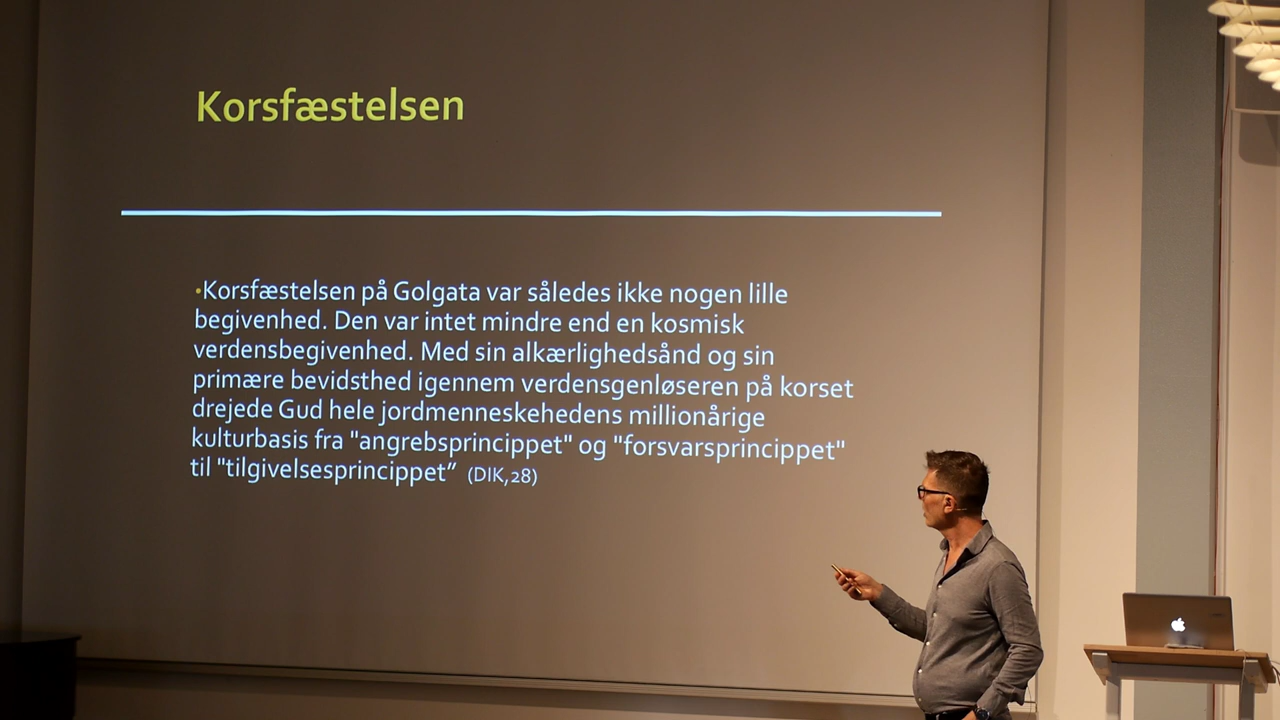 Korsfæstelsen
•Korsfæstelsen på Golgata var således ikke nogen lille
begivenhed. Den var intet mindre end en kosmisk
verdensbegivenhed. Med sin alkærlighedsånd og sin
primære bevidsthed igennem verdensgenløseren på korset
drejede Gud hele jordmenneskehedens millionårige
kulturbasis fra "angrebsprincippet" og "forsvarsprincippet"
til "tilgivelsesprincippet” (DIK,28)